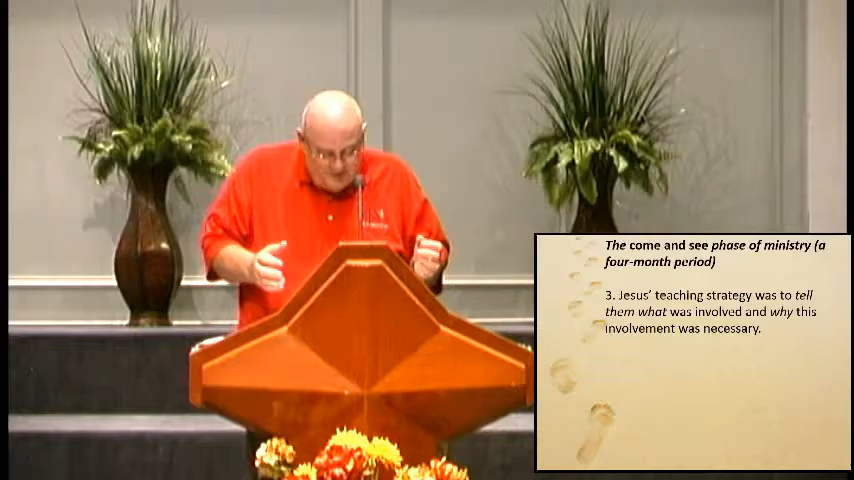 The come and see phase of ministry (a
four-month period)
3. Jesus' teaching strategy was to tell
them what was involved and why this
involvement was necessary.